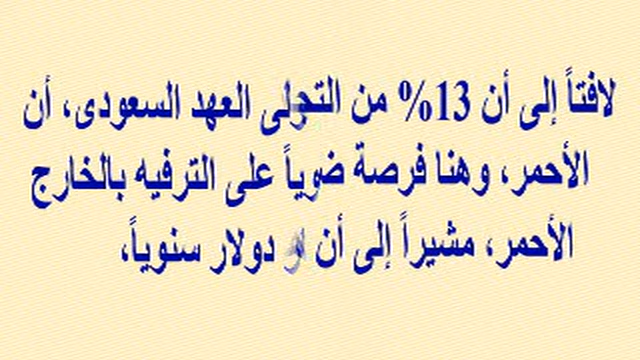 لافتاً إلى أن 13% من التحولى العهد السعودى، أن
الأحمر، وهنا فرصة ضوياً على الترفيه بالخارج
الأحمر، مشيراً إلى أن دولار سنوياً،